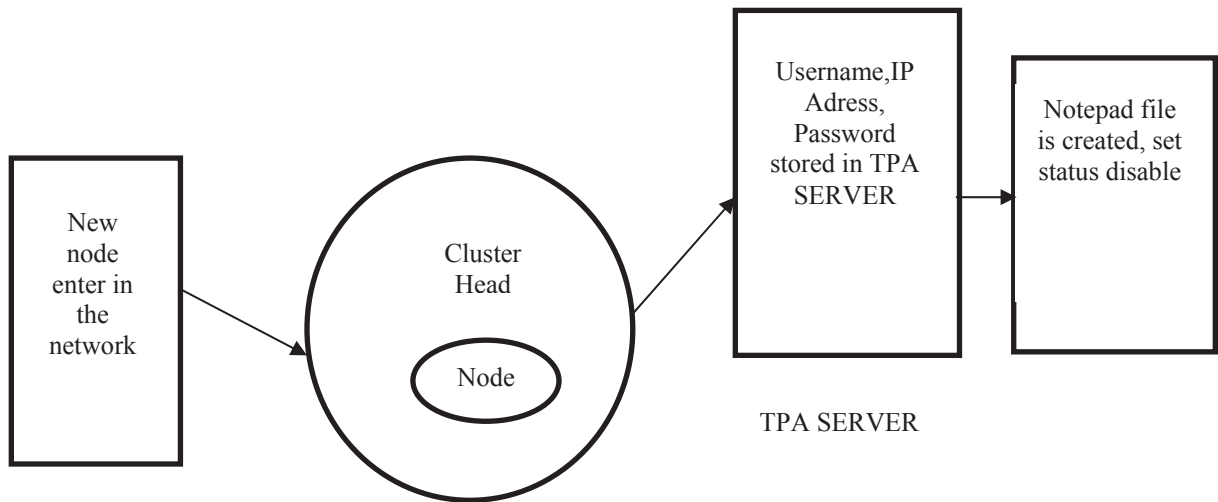 New
node
enter in
the
network
Cluster
Head
Node
Username,IP
Adress,
Password
stored in TPA
SERVER
TPA SERVER
Notepad file
is created, set
status disable